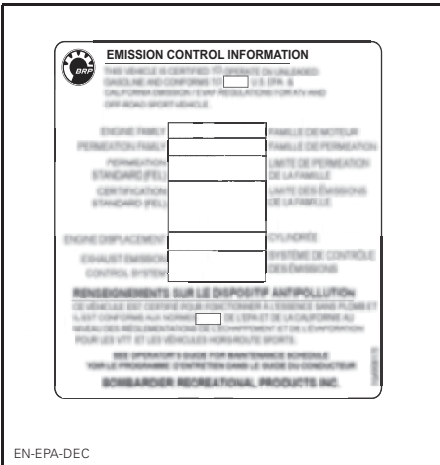 BRP
EMISSION CONTROL INFORMATION
THIS VEHICLE IS CERTIFIED TO OPERATE ON UNLEADED
GASOLINE AND CONFORMS TO U.S. EPA &
CALIFORNIA EMISSION / EVAP REGULATIONS FOR ATV AND
OFF-ROAD SPORT VEHICLE.
ENGINE FAMILY FAMILLE DE MOTEUR
PERMEATION FAMILY FAMILLE DE PERMEATION
PERMEATION LIMITE DE PERMEATION
STANDARD (FEL) DE LA FAMILLE
CERTIFICATION LIMITE DES ÉMISSIONS
STANDARD (FEL) DE LA FAMILLE
ENGINE DISPLACEMENT CYLINDRÉE
EXHAUST EMISSION SYSTÈME DE CONTRÔLE
CONTROL SYSTEM DES ÉMISSIONS
RENSEIGNEMENTS SUR LE DISPOSITIF ANTIPOLLUTION
CE VÉHICULE EST CERTIFIÉ POUR FONCTIONNER À L'ESSENCE SANS PLOMB ET
IL EST CONFORME AUX NORMES DE L'EPA ET DE LA CALIFORNIE AU
NIVEAU DES RÉGLEMENTATIONS DE L'ÉCHAPPEMENT ET DE L'ÉVAPORATION
POUR LES VTT ET LES VÉHICULES HORS-ROUTE SPORTS.
SEE OPERATOR'S GUIDE FOR MAINTENANCE SCHEDULE
VOIR LE PROGRAMME D'ENTRETIEN DANS LE GUIDE DU CONDUCTEUR
BOMBARDIER RECREATIONAL PRODUCTS INC.
EN-EPA-DEC